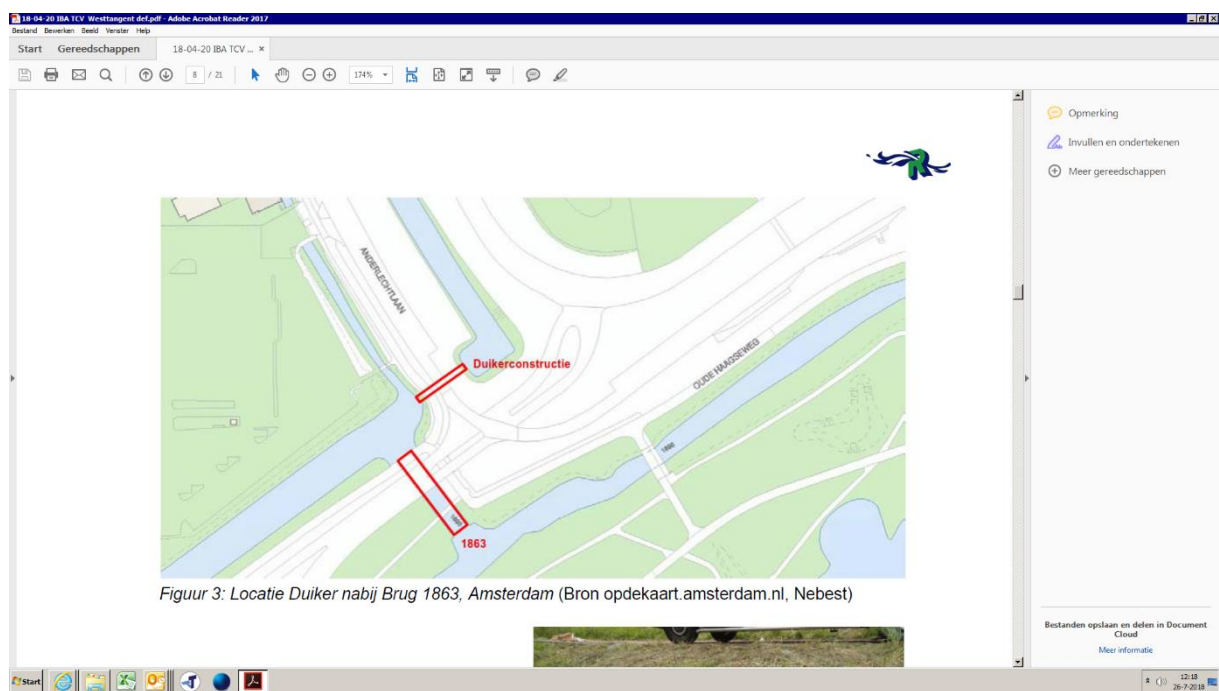 18-04-20 IBA TCV Westtangent def.pdf - Adobe Acrobat Reader 2017
Bestand Bewerken Beeld Venster Help
Start Gereedschappen 18-04-20 IBA TCV ... ×
8 / 21 174%
Opmerking
Invullen en ondertekenen
Meer gereedschappen
R
ANDERLECHTLAAN
Duikerconstructie
OUDE HAAGSEWEG
1863
Figuur 3: Locatie Duiker nabij Brug 1863, Amsterdam (Bron opdekaart.amsterdam.nl, Nebest)
Bestanden opslaan en delen in Document
Cloud
Meer informatie
Start
12:18
26-7-2018